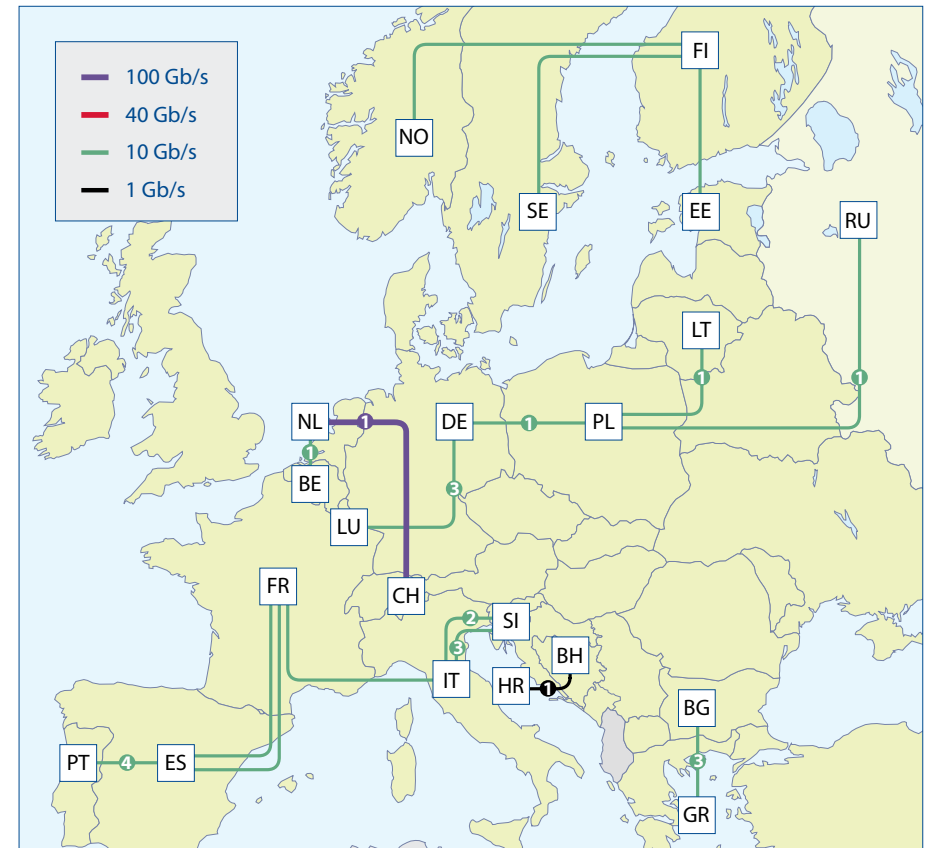 100 Gb/s
40 Gb/s
10 Gb/s
1 Gb/s
FI
NO
SE
EE
RU
LT
1
1
NL
1
DE
1
PL
1
BE
3
LU
FR
CH
2
SI
3
BH
IT
HR
1
BG
PT
4
ES
3
GR